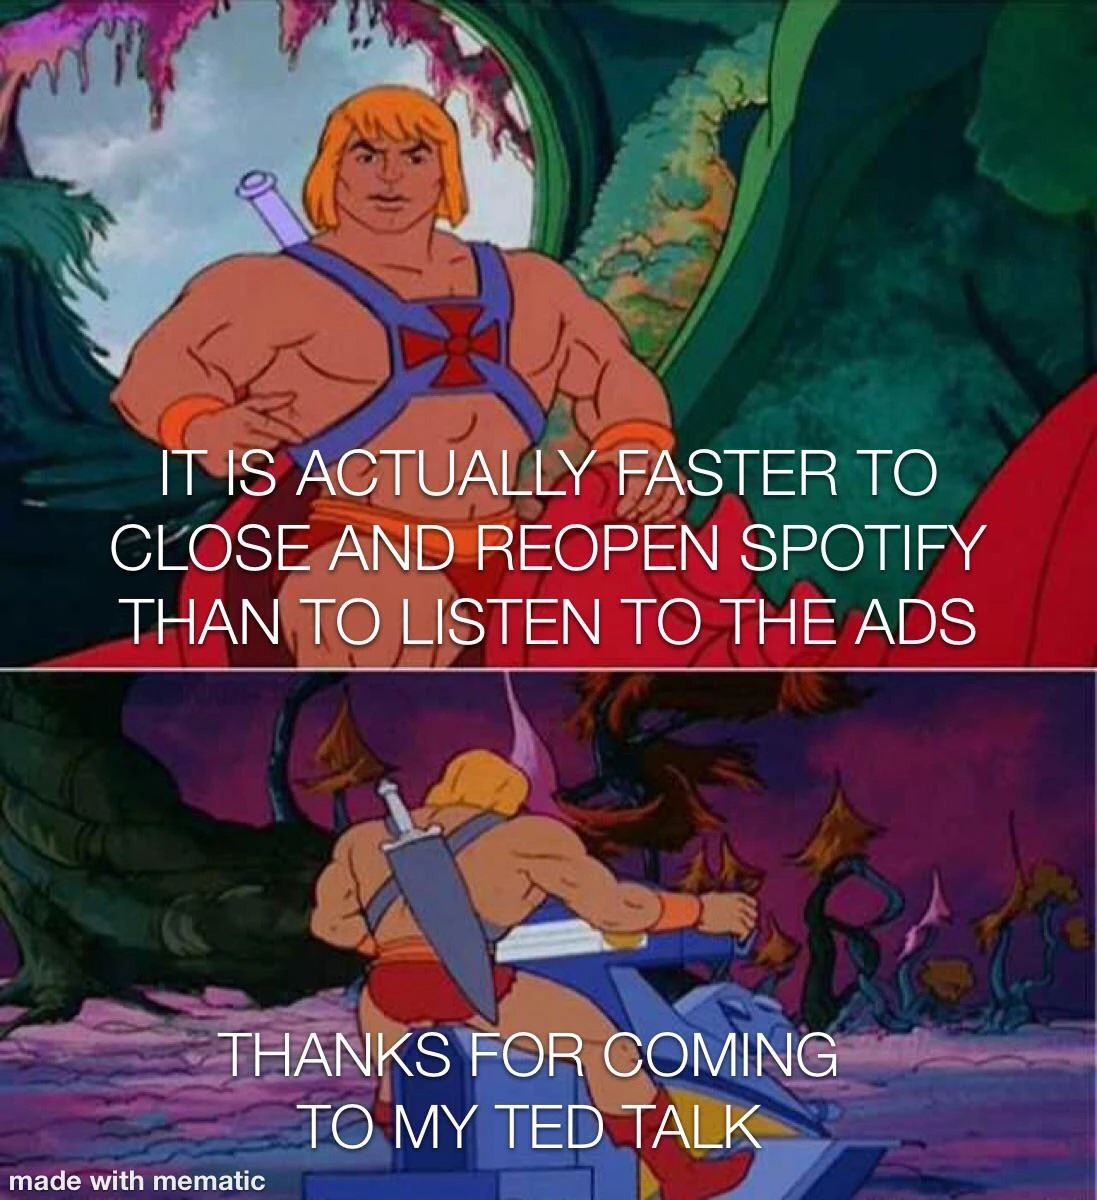 IT IS ACTUALLY FASTER TO
CLOSE AND REOPEN SPOTIFY
THAN TO LISTEN TO THE ADS
THANKS FOR COMING
TO MY TED TALK
made with mematic